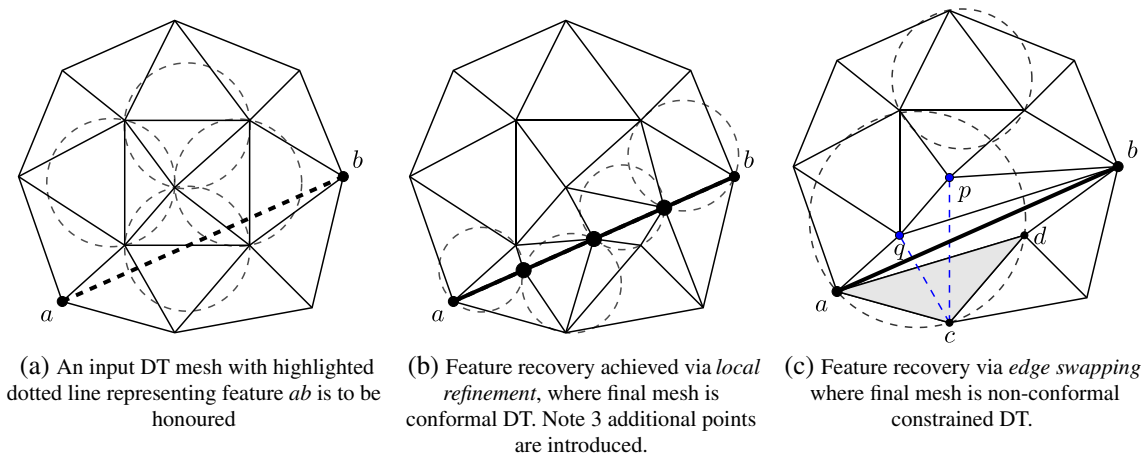 b
a
(a) An input DT mesh with highlighted
dotted line representing feature ab is to be
honoured
b
a
(b) Feature recovery achieved via local
refinement, where final mesh is
conformal DT. Note 3 additional points
are introduced.
b
p
q
d
a
c
(c) Feature recovery via edge swapping
where final mesh is non-conformal
constrained DT.